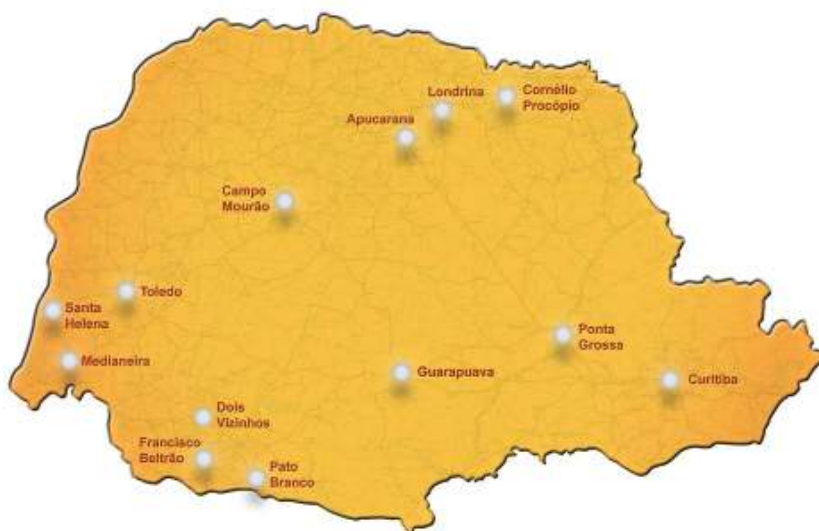 Londrina
Cornélio
Procópio
Apucarana
Campo
Mourão
Toledo
Santa
Helena
Medianeira
Ponta
Grossa
Guarapuava
Curitiba
Dois
Vizinhos
Francisco
Beltrão
Pato
Branco